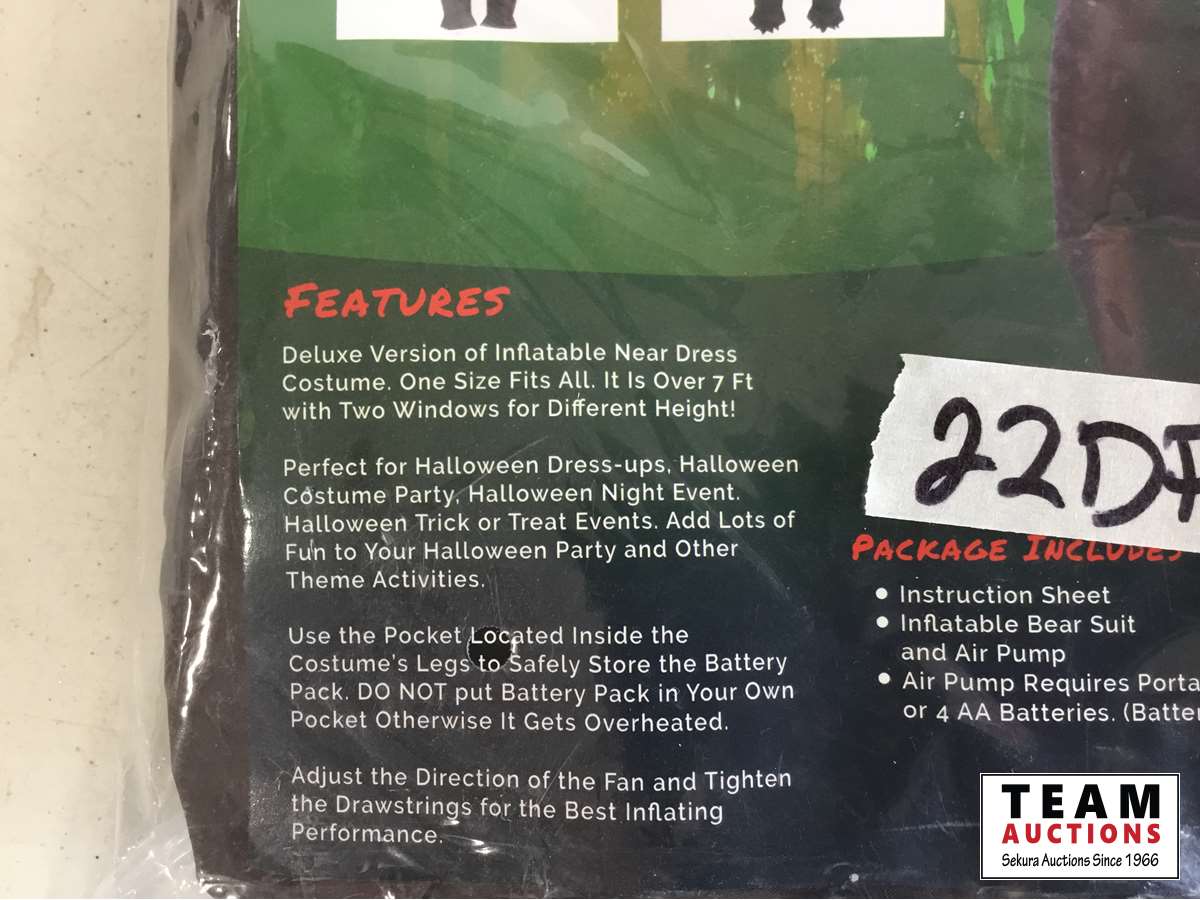 FEATURES
Deluxe Version of Inflatable Near Dress
Costume. One Size Fits All. It Is Over 7 Ft
with Two Windows for Different Height!
Perfect for Halloween Dress-ups, Halloween
Costume Party, Halloween Night Event.
Halloween Trick or Treat Events. Add Lots of
Fun to Your Halloween Party and Other
Theme Activities.
Use the Pocket Located Inside the
Costume's Legs to Safely Store the Battery
Pack. DO NOT put Battery Pack in Your Own
Pocket Otherwise It Gets Overheated.
Adjust the Direction of the Fan and Tighten
the Drawstrings for the Best Inflating
Performance.
PACKAGE INCLUDES
• Instruction Sheet
• Inflatable Bear Suit
and Air Pump
• Air Pump Requires
or 4 AA Batteries.
TEAM
AUCTIONS
Sekura Auctions Since 1966